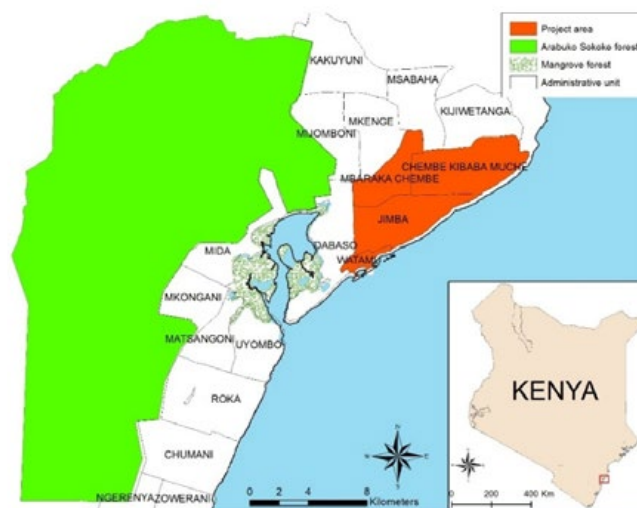 Project area
Arabuko Sokoko forest
Mangrove forest
Administrative unit
KAKUYUNI
MSABAHA
KIJIWETANGA
MKENGE
MIJOMBONI
CHEMBE KIBABA MUCHE
MBARAKA CHEMBE
JIMBA
DABASO
MIDA
WATAMU
MKONGANI
MATSANGONI
UYOMBO
ROKA
CHUMANI
NGERENYA
ZOWERANI
0 2 4 8
Kilometers
KENYA
0 200 400 Km